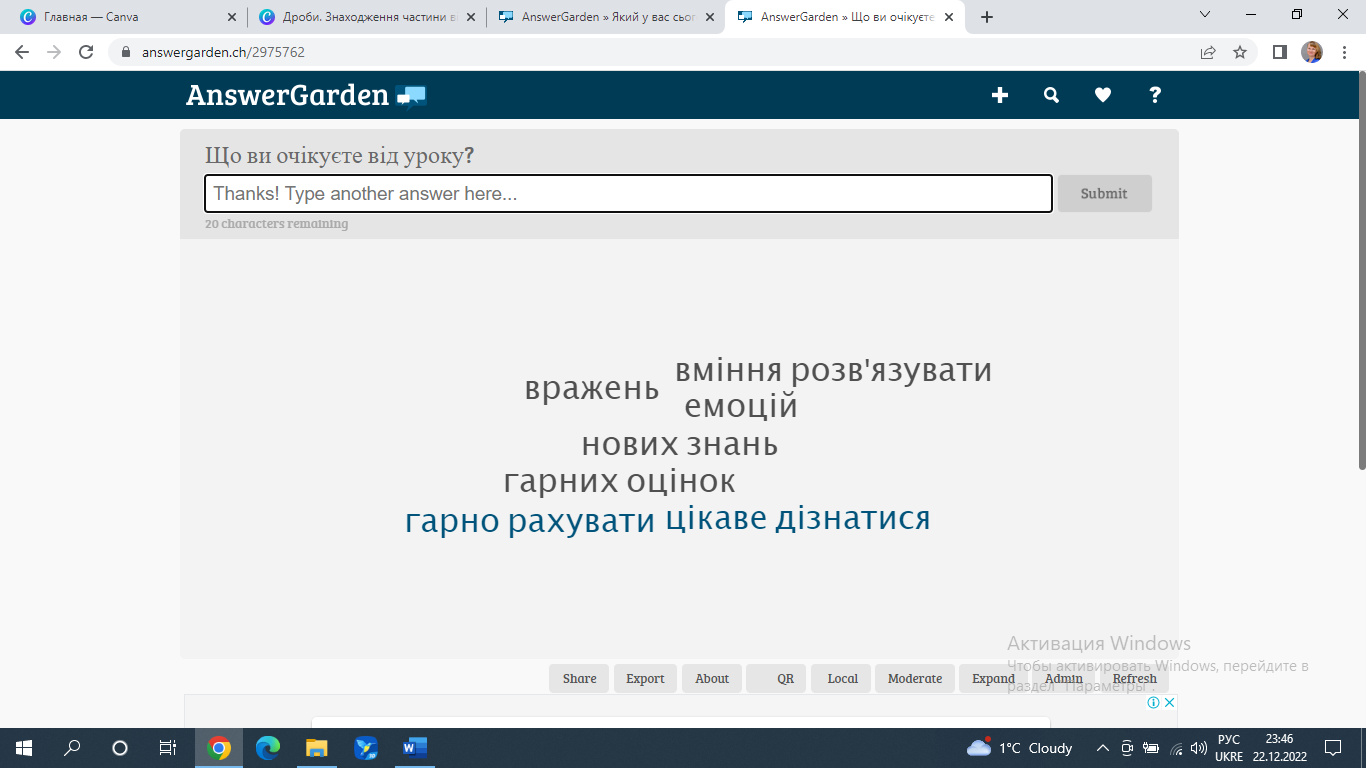 Главная — Canva
Дроби. Знаходження частини в
AnswerGarden » Який у вас сьог
AnswerGarden » Що ви очікуєте
answergarden.ch/2975762
AnswerGarden
Що ви очікуєте від уроку?
Thanks! Type another answer here...
Submit
20 characters remaining
вражень
вміння розв'язувати
емоцій
нових знань
гарних оцінок
гарно рахувати
цікаве дізнатися
Активация Windows
Чтобы активировать Windows, перейдите в
раздел "Параметры".
Share
Export
About
QR
Local
Moderate
Expand
Admin
Refresh
1°C Cloudy
РУС
UKRE
23:46
22.12.2022